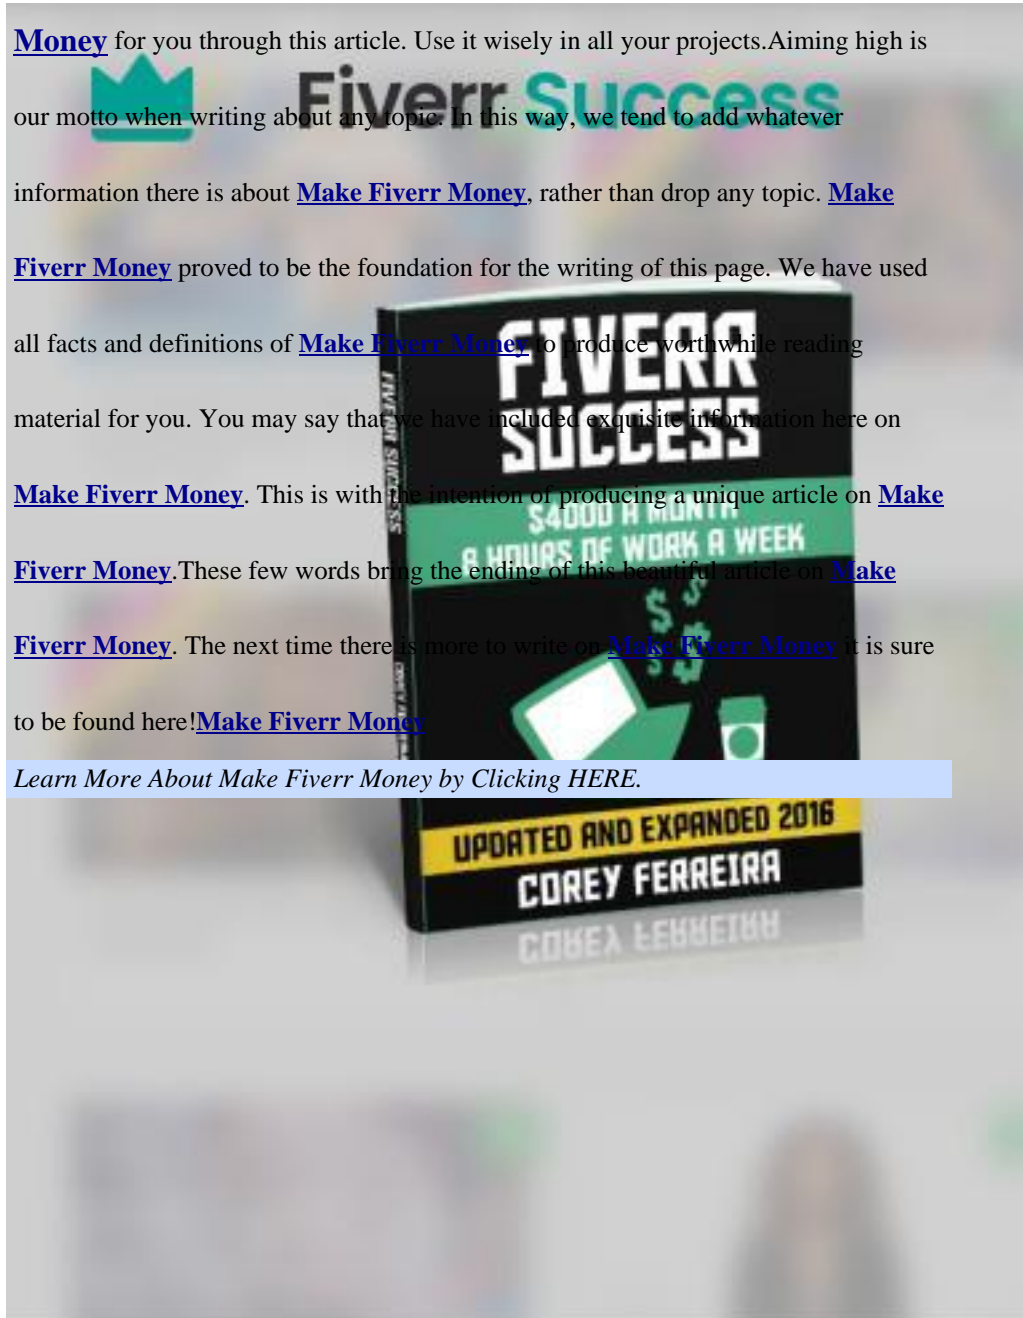 Money for you through this article. Use it wisely in all your projects.Aiming high is
Fiverr Success
our motto when writing about any topic. In this way, we tend to add whatever
information there is about Make Fiverr Money, rather than drop any topic. Make
Fiverr Money proved to be the foundation for the writing of this page. We have used
all facts and definitions of Make Fiverr Money to produce worthwhile reading
material for you. You may say that we have included exquisite information here on
Make Fiverr Money. This is with the intention of producing a unique article on Make
Fiverr Money.These few words bring the ending of this beautiful article on Make
Fiverr Money. The next time there is more to write on Make Fiverr Money it is sure
to be found here!Make Fiverr Money
Learn More About Make Fiverr Money by Clicking HERE.
FIVERR
SUCCESS
$4000 A MONTH
8 HOURS OF WORK A WEEK
FIVERR SUCCESS
UPDATED AND EXPANDED 2016
COREY FERREIRA